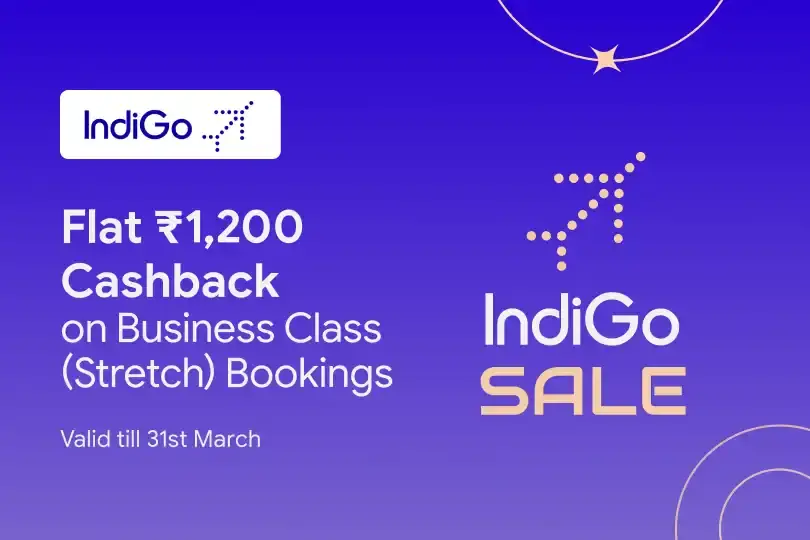 IndiGo
Flat ₹1,200
Cashback
on Business Class
(Stretch) Bookings
Valid till 31st March
IndiGo
SALE